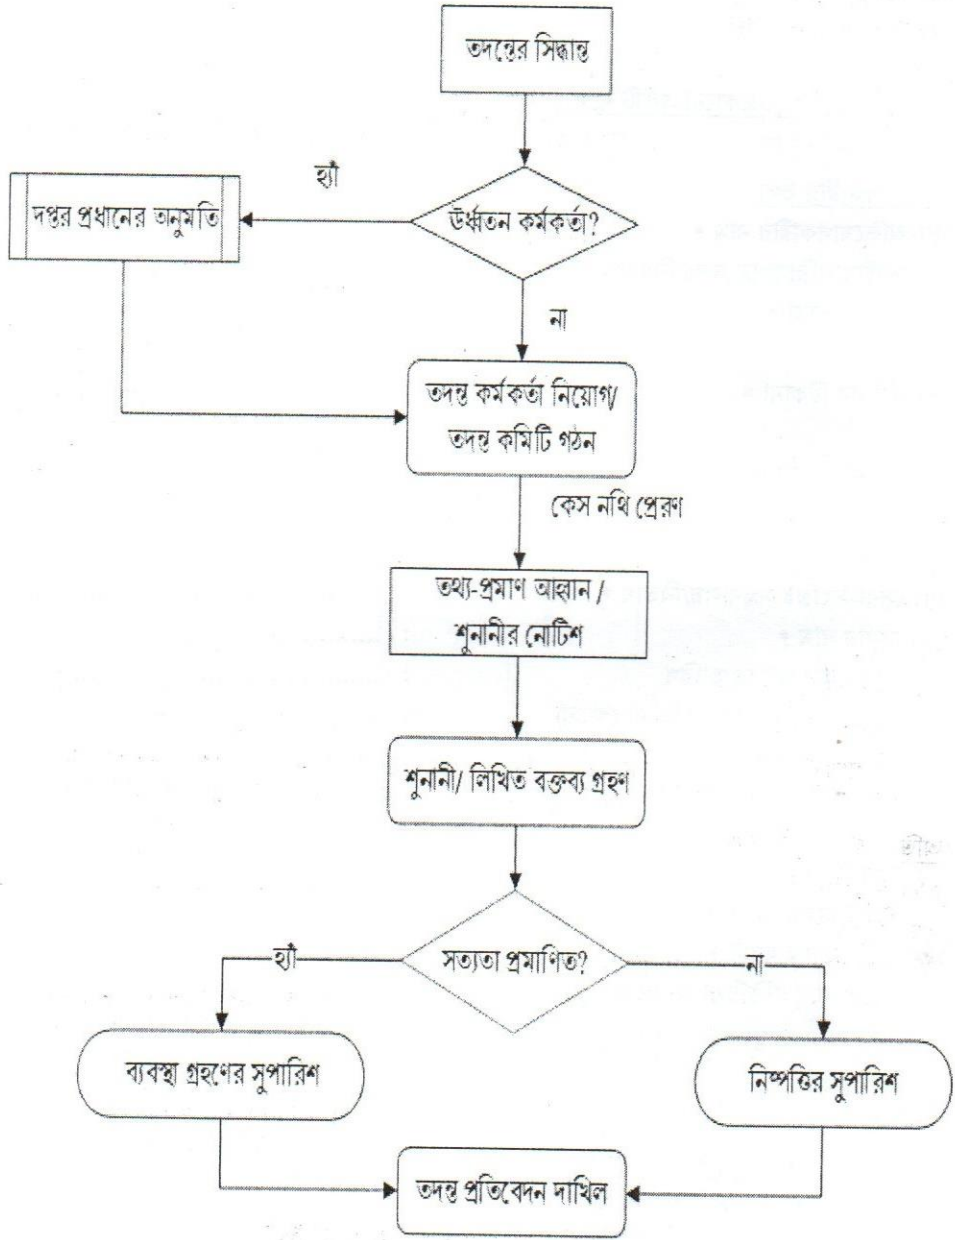 তদন্তের সিদ্ধান্ত
হ্যাঁ
দপ্তর প্রধানের অনুমতি
ঊর্ধ্বতন কর্মকর্তা?
না
তদন্ত কর্মকর্তা নিয়োগ/
তদন্ত কমিটি গঠন
কেস নথি প্রেরণ
তথ্য-প্রমাণ আহ্বান /
শুনানীর নোটিশ
শুনানী/ লিখিত বক্তব্য গ্রহণ
হ্যাঁ
সত্যতা প্রমাণিত?
না
ব্যবস্থা গ্রহণের সুপারিশ
নিষ্পত্তির সুপারিশ
তদন্ত প্রতিবেদন দাখিল